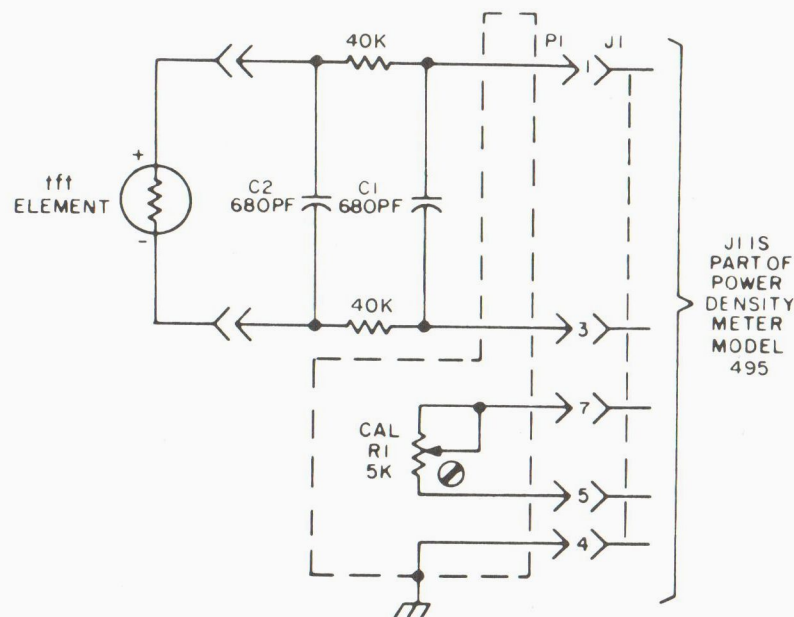 40K
P1
J1
1
+
tft
ELEMENT
-
C2
680PF
C1
680PF
40K
3
J1 IS
PART OF
POWER
DENSITY
METER
MODEL
495
7
CAL
R1
5K
5
4